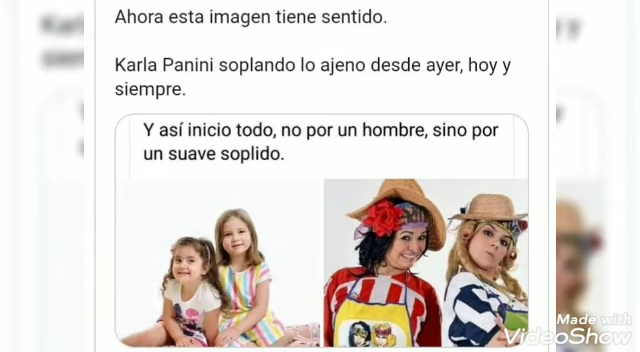 Ahora esta imagen tiene sentido.
Karla Panini soplando lo ajeno desde ayer, hoy y
siempre.
Y así inicio todo, no por un hombre, sino por
un suave soplido.
Made with
VideoShow